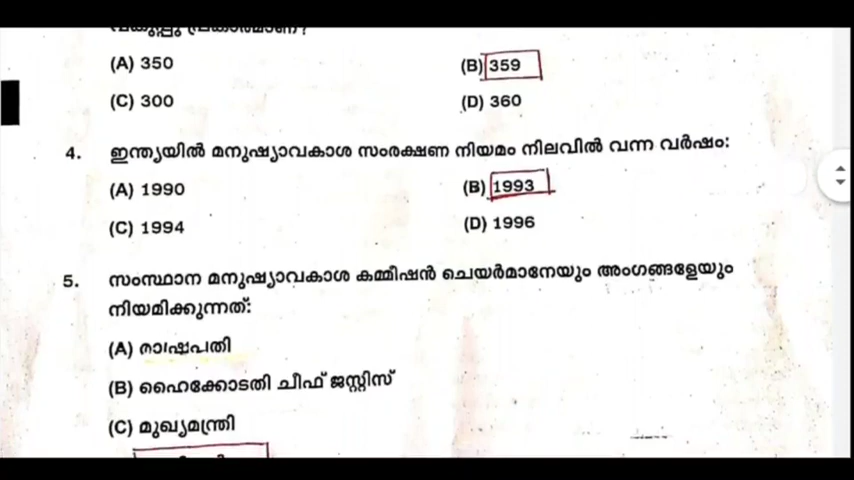 (A) 350
(B) 359
(C) 300
(D) 360
4. ഇന്ത്യയിൽ മനുഷ്യാവകാശ സംരക്ഷണ നിയമം നിലവിൽ വന്ന വർഷം:
(A) 1990
(B) 1993
(C) 1994
(D) 1996
5. സംസ്ഥാന മനുഷ്യാവകാശ കമ്മീഷൻ ചെയർമാനേയും അംഗങ്ങളേയും
നിയമിക്കുന്നത്:
(A) രാഷ്ട്രപതി
(B) ഹൈക്കോടതി ചീഫ് ജസ്റ്റിസ്
(C) മുഖ്യമന്ത്രി